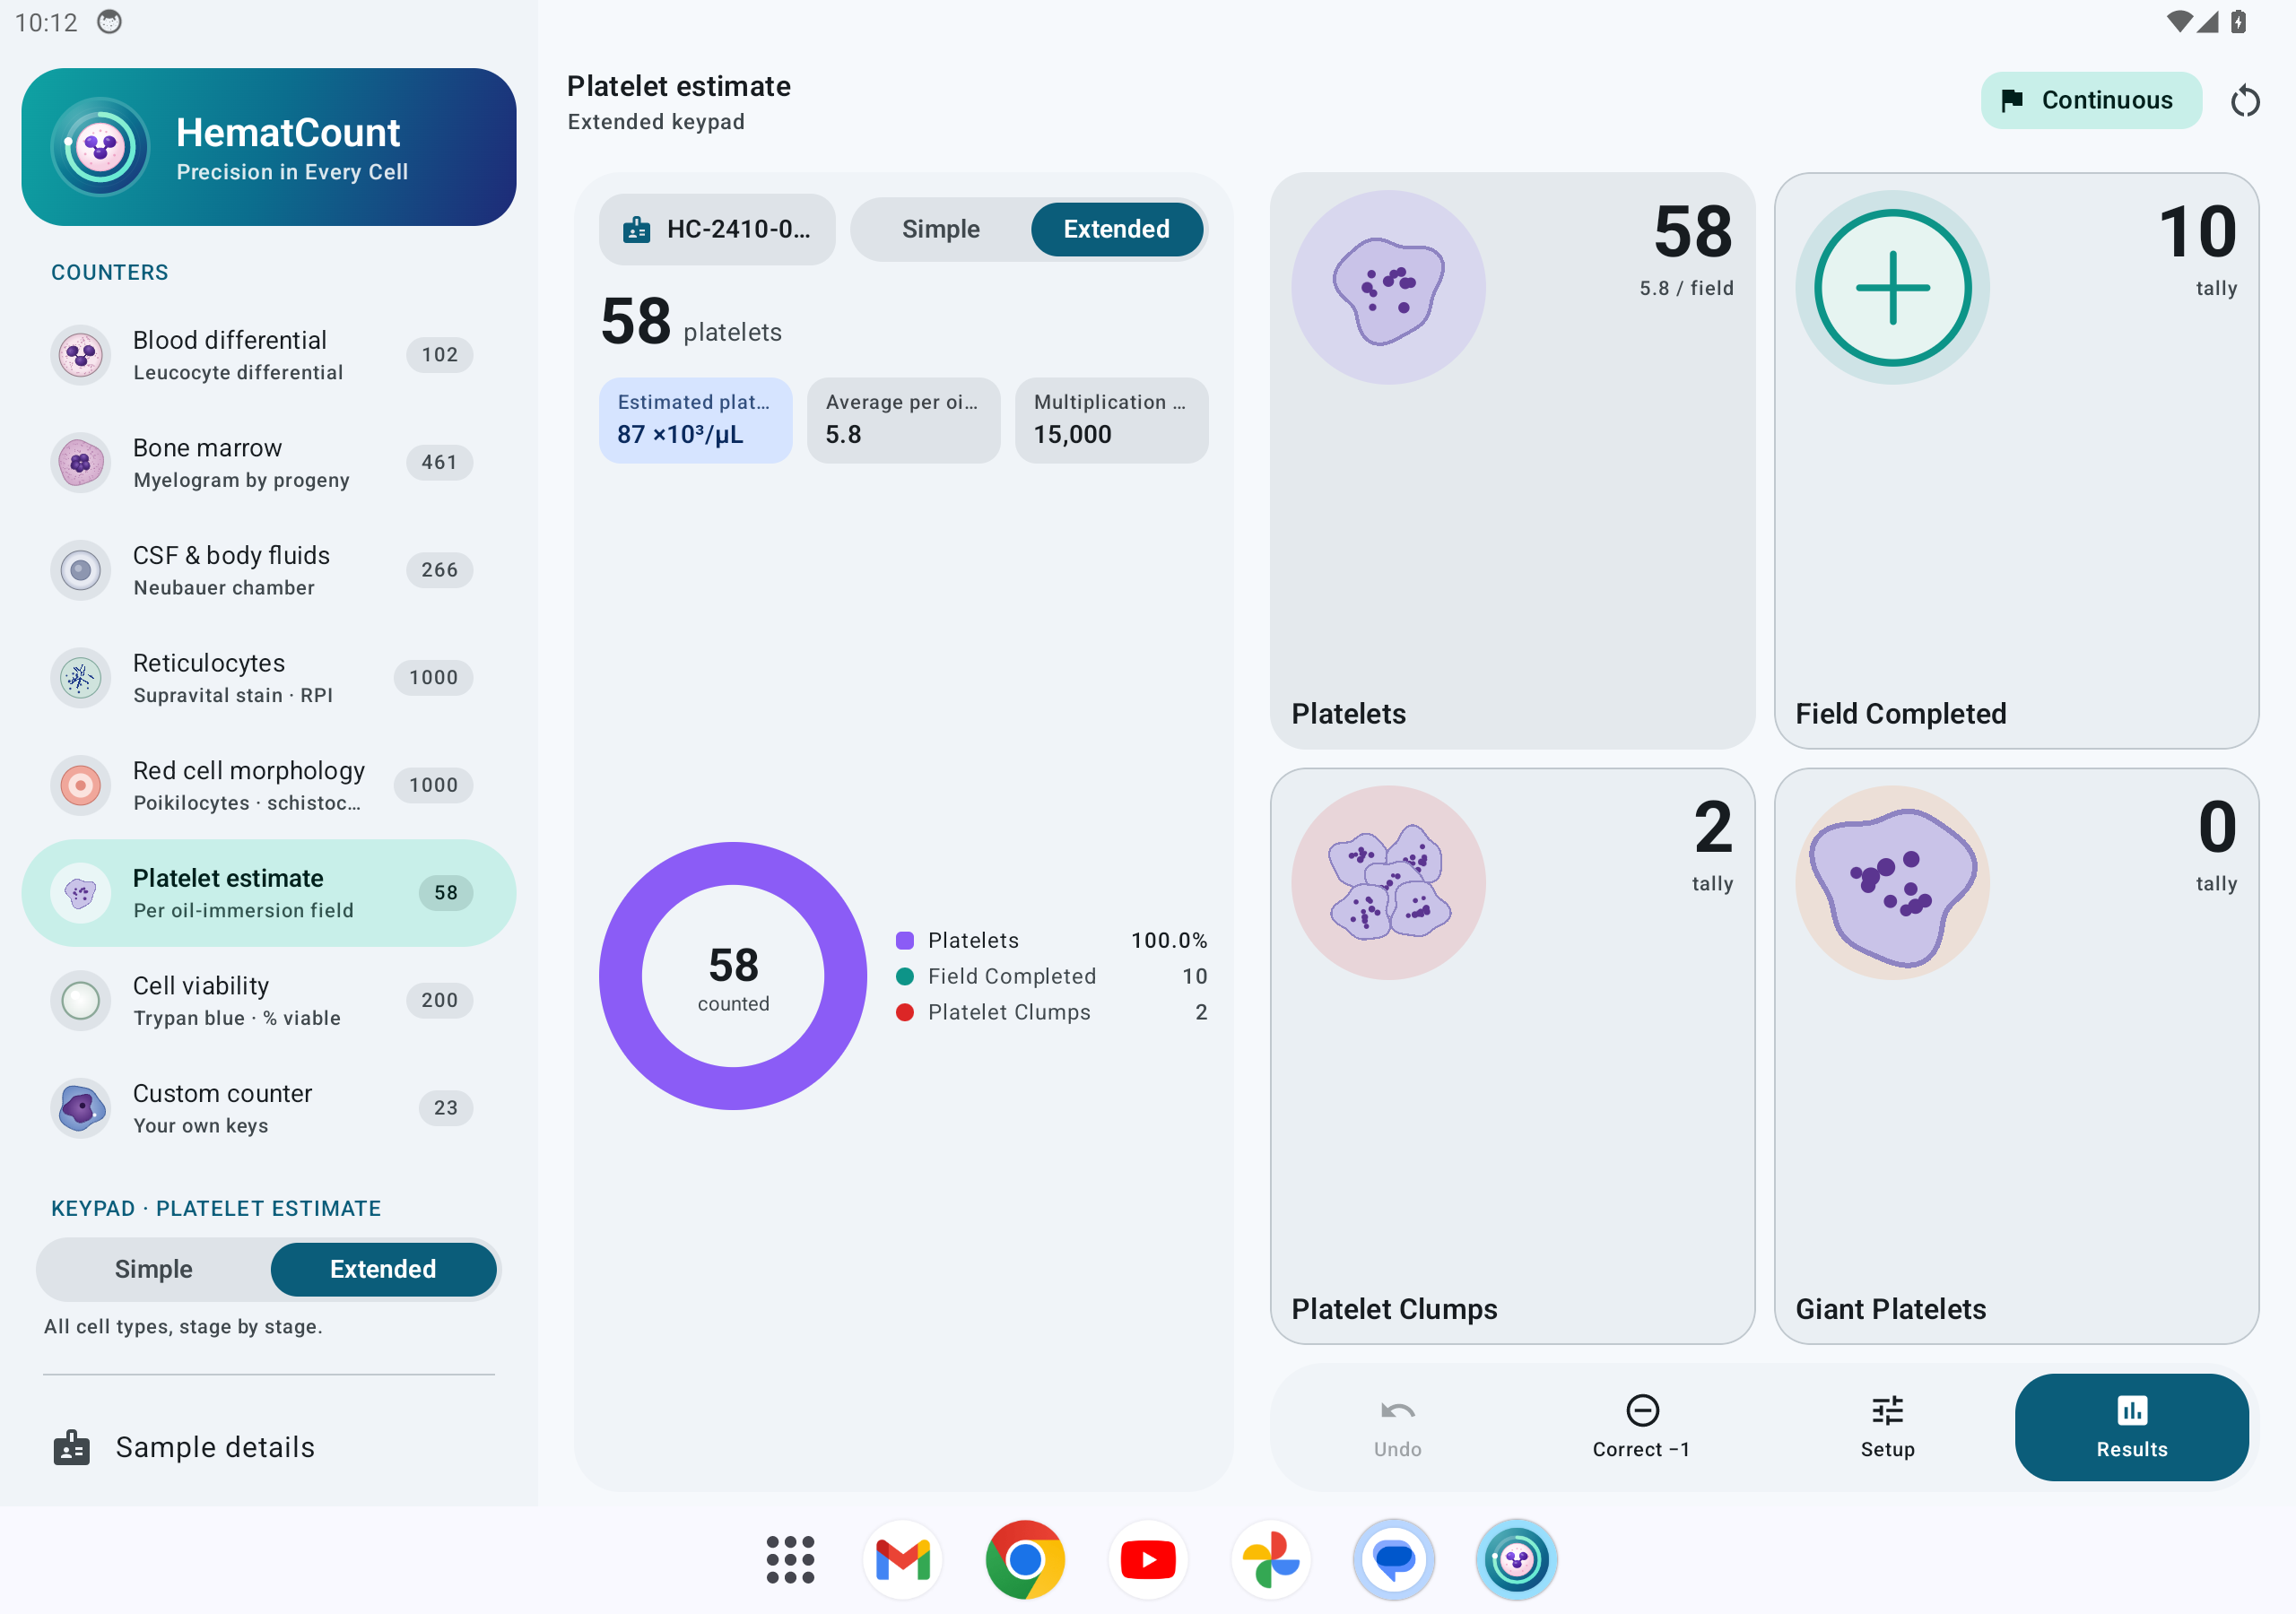 10:12
HematCount
Precision in Every Cell
COUNTERS
Blood differential
Leucocyte differential
102
Bone marrow
Myelogram by progeny
461
CSF & body fluids
Neubauer chamber
266
Reticulocytes
Supravital stain · RPI
1000
Red cell morphology
Poikilocytes · schistoc…
1000
Platelet estimate
Per oil-immersion field
58
Cell viability
Trypan blue · % viable
200
Custom counter
Your own keys
23
KEYPAD · PLATELET ESTIMATE
Simple
Extended
All cell types, stage by stage.
Sample details
Platelet estimate
Extended keypad
Continuous
HC-2410-0…
Simple
Extended
58 platelets
Estimated plat…
87 ×10³/µL
Average per oi…
5.8
Multiplication …
15,000
58
counted
Platelets 100.0%
Field Completed 10
Platelet Clumps 2
58
5.8 / field
Platelets
10
tally
Field Completed
2
tally
Platelet Clumps
0
tally
Giant Platelets
Undo
Correct −1
Setup
Results